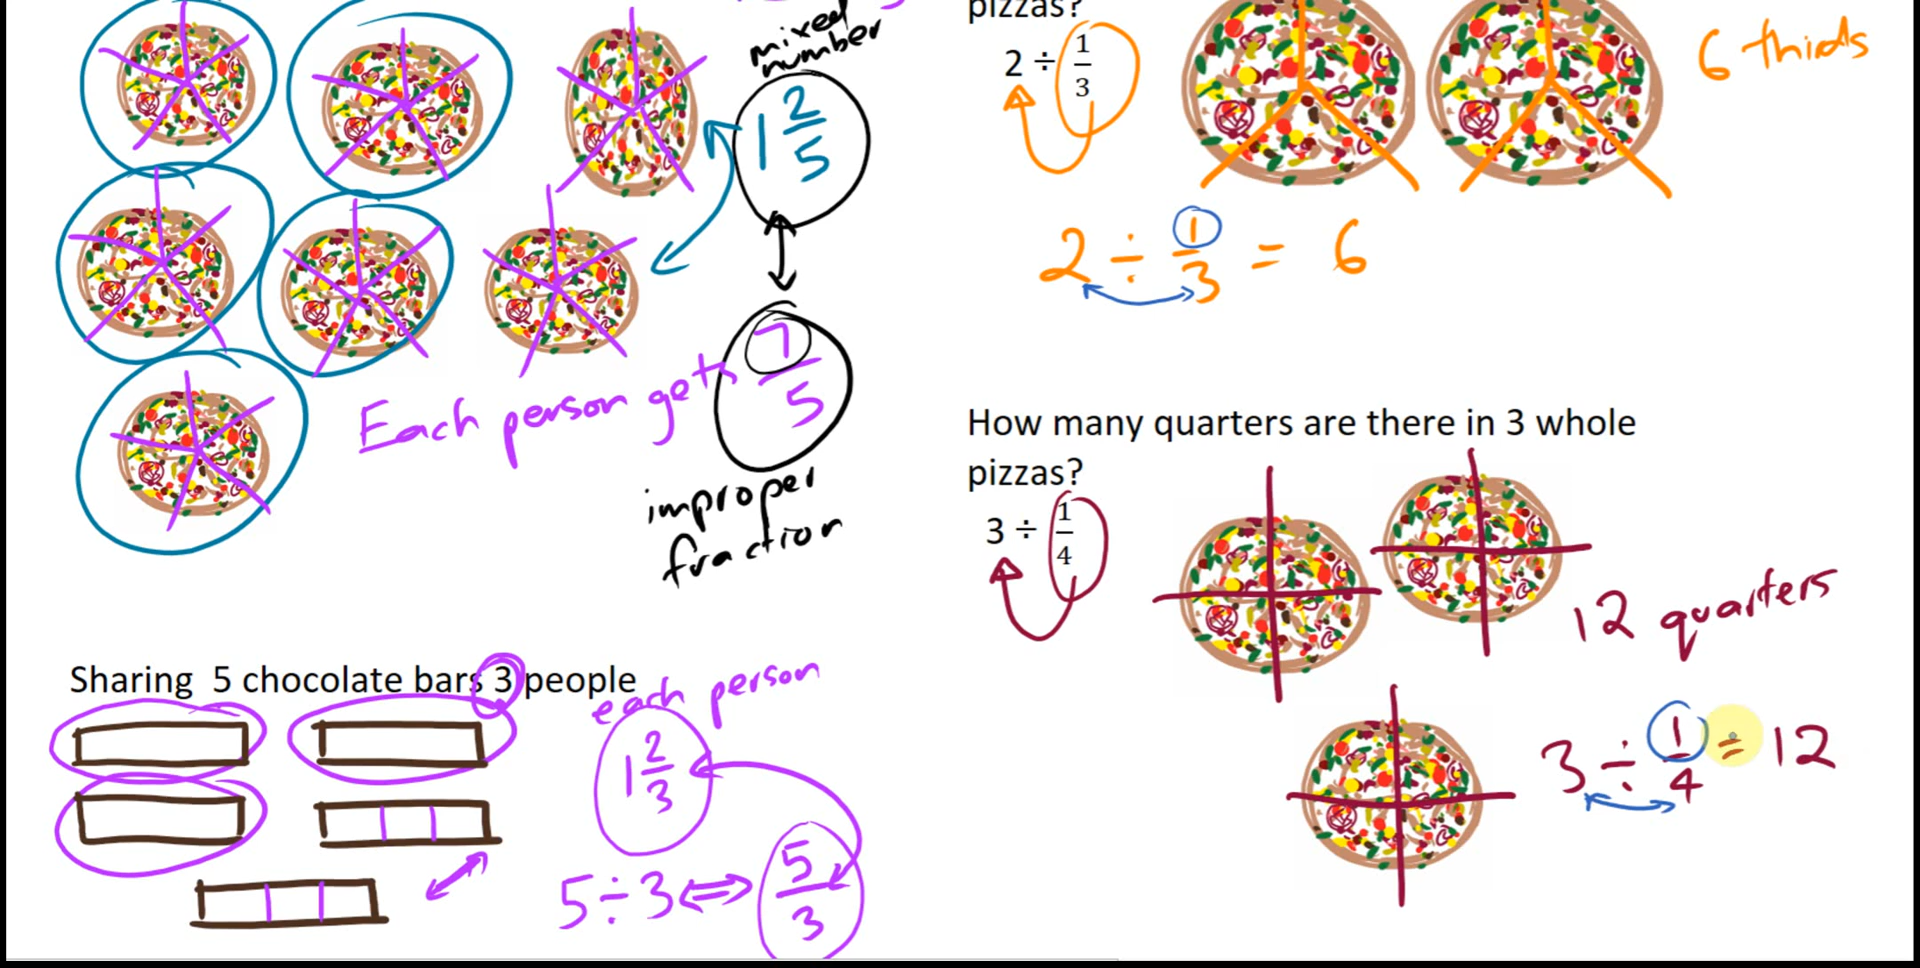 mixed
number
1 2/5
Each person gets 7/5
improper
fraction
Sharing 5 chocolate bars 3 people
each person
1 2/3
5 ÷ 3 ⇔ 5/3
pizzas?
2 ÷ 1/3
6 thirds
2 ÷ 1/3 = 6
How many quarters are there in 3 whole
pizzas?
3 ÷ 1/4
12 quarters
3 ÷ 1/4 = 12